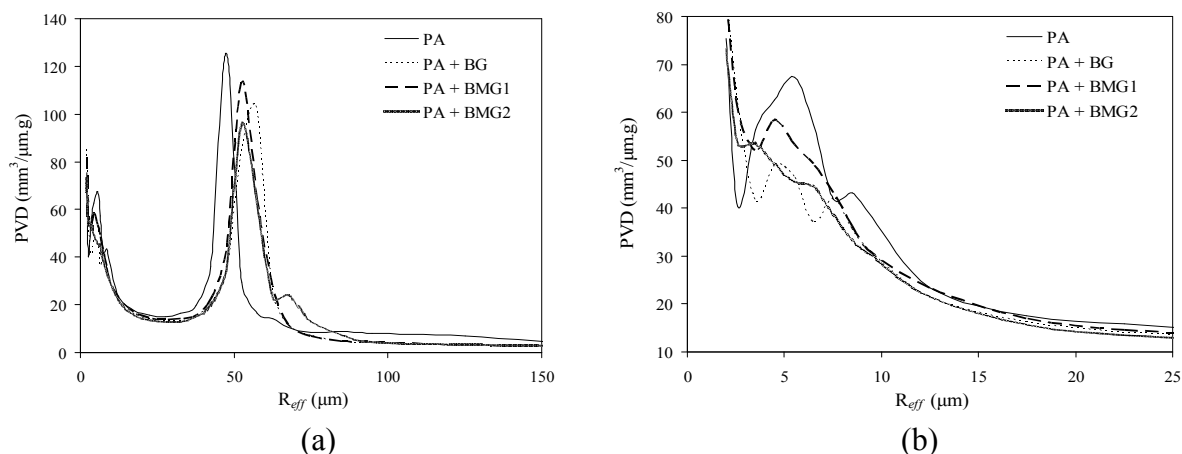 PVD (mm³/µm.g)
140
120
100
80
60
40
20
0
PA
PA + BG
PA + BMG1
PA + BMG2
0
50
100
150
R_eff (µm)
(a)
PVD (mm³/µm.g)
80
70
60
50
40
30
20
10
PA
PA + BG
PA + BMG1
PA + BMG2
0
5
10
15
20
25
R_eff (µm)
(b)